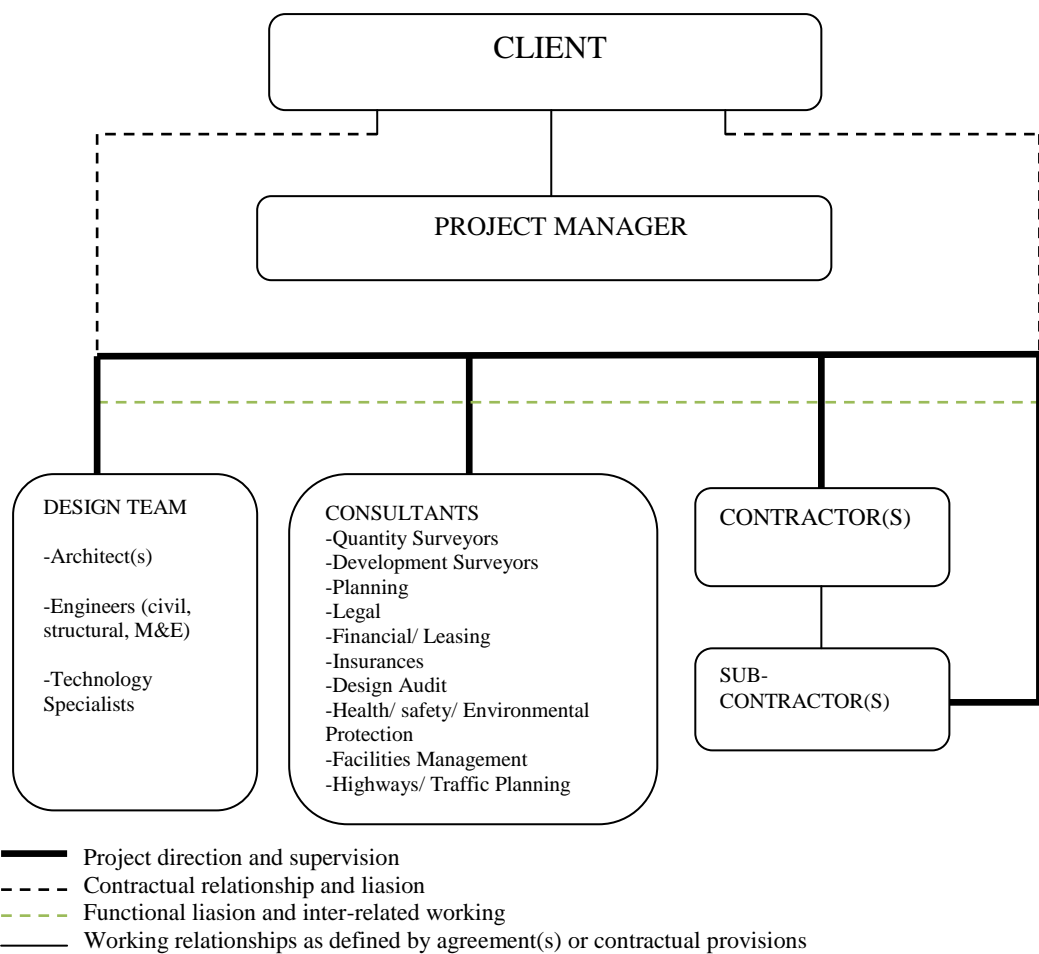 CLIENT
PROJECT MANAGER
DESIGN TEAM
-Architect(s)
-Engineers (civil,
structural, M&E)
-Technology
Specialists
CONSULTANTS
-Quantity Surveyors
-Development Surveyors
-Planning
-Legal
-Financial/ Leasing
-Insurances
-Design Audit
-Health/ safety/ Environmental
Protection
-Facilities Management
-Highways/ Traffic Planning
CONTRACTOR(S)
SUB-
CONTRACTOR(S)
Project direction and supervision
Contractual relationship and liasion
Functional liasion and inter-related working
Working relationships as defined by agreement(s) or contractual provisions